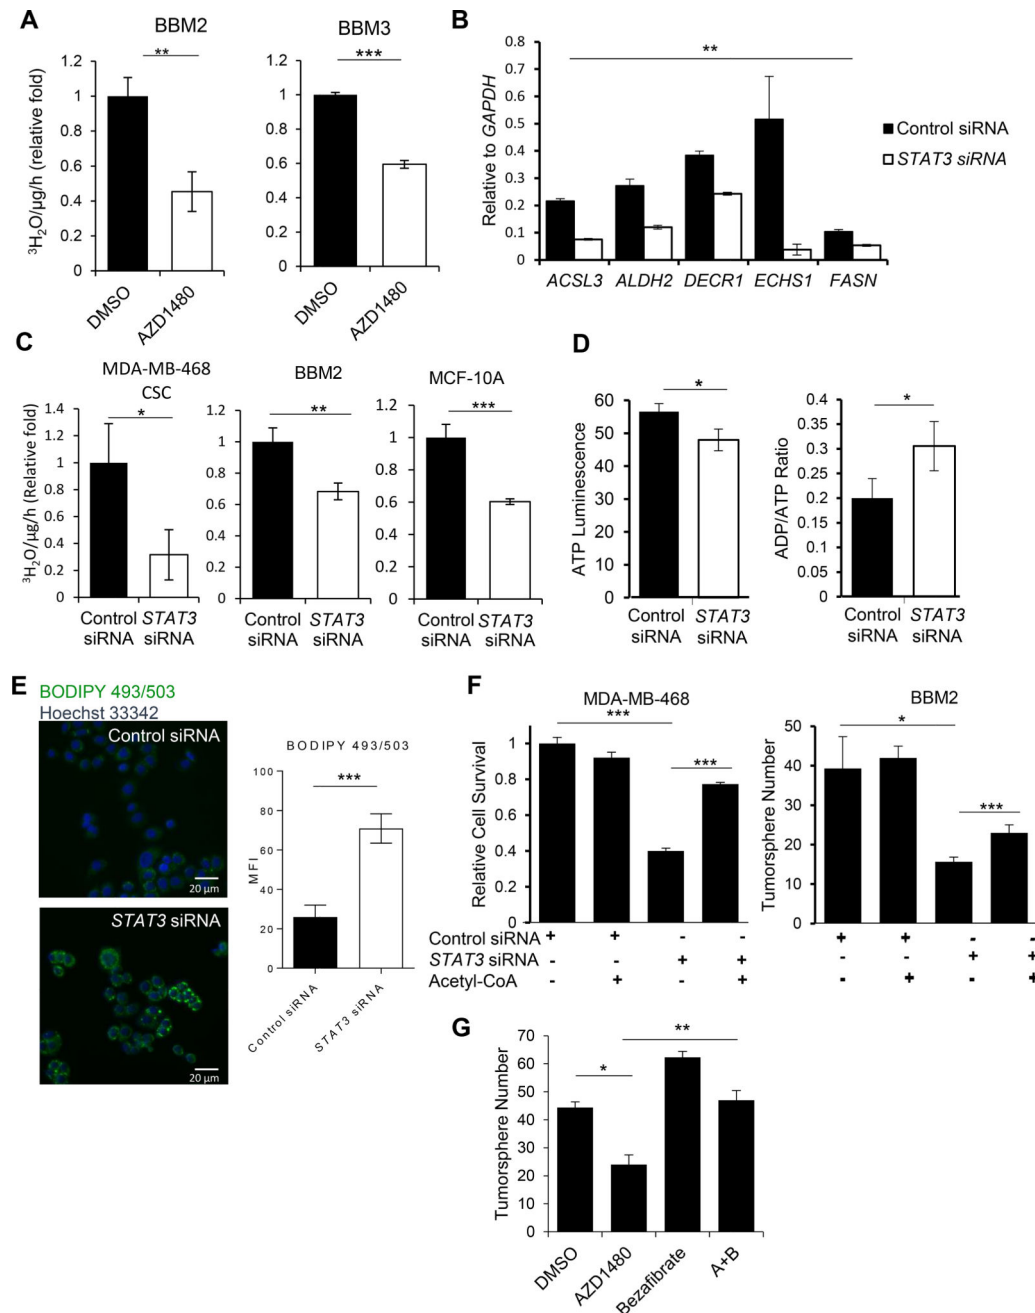 A
BBM2
BBM3
³H₂O/µg/h (relative fold)
**
***
1.2
1
0.8
0.6
0.4
0.2
0
1.2
1
0.8
0.6
0.4
0.2
0
DMSO
AZD1480
DMSO
AZD1480
B
Relative to GAPDH
0.8
0.7
0.6
0.5
0.4
0.3
0.2
0.1
0
**
Control siRNA
STAT3 siRNA
ACSL3 ALDH2 DECR1 ECHS1 FASN
C
MDA-MB-468
CSC
BBM2
MCF-10A
³H₂O/µg/h (Relative fold)
*
**
***
1.4
1.2
1
0.8
0.6
0.4
0.2
0
1.2
1
0.8
0.6
0.4
0.2
0
1.2
1
0.8
0.6
0.4
0.2
0
Control STAT3
siRNA siRNA
Control STAT3
siRNA siRNA
Control STAT3
siRNA siRNA
D
ATP Luminescence
*
60
50
40
30
20
10
0
Control STAT3
siRNA siRNA
ADP/ATP Ratio
*
0.4
0.35
0.3
0.25
0.2
0.15
0.1
0.05
0
Control STAT3
siRNA siRNA
E
BODIPY 493/503
Hoechst 33342
Control siRNA
20 µm
STAT3 siRNA
20 µm
BODIPY 493/503
***
MFI
100
80
60
40
20
0
Control siRNA
STAT3 siRNA
F
MDA-MB-468
BBM2
Relative Cell Survival
***
***
1
0.8
0.6
0.4
0.2
0
Tumorsphere Number
*
***
50
40
30
20
10
0
Control siRNA + + - - + + - -
STAT3 siRNA - - + + - - + +
Acetyl-CoA - + - + - + - +
G
Tumorsphere Number
*
**
70
60
50
40
30
20
10
0
DMSO
AZD1480
Bezafibrate
A+B